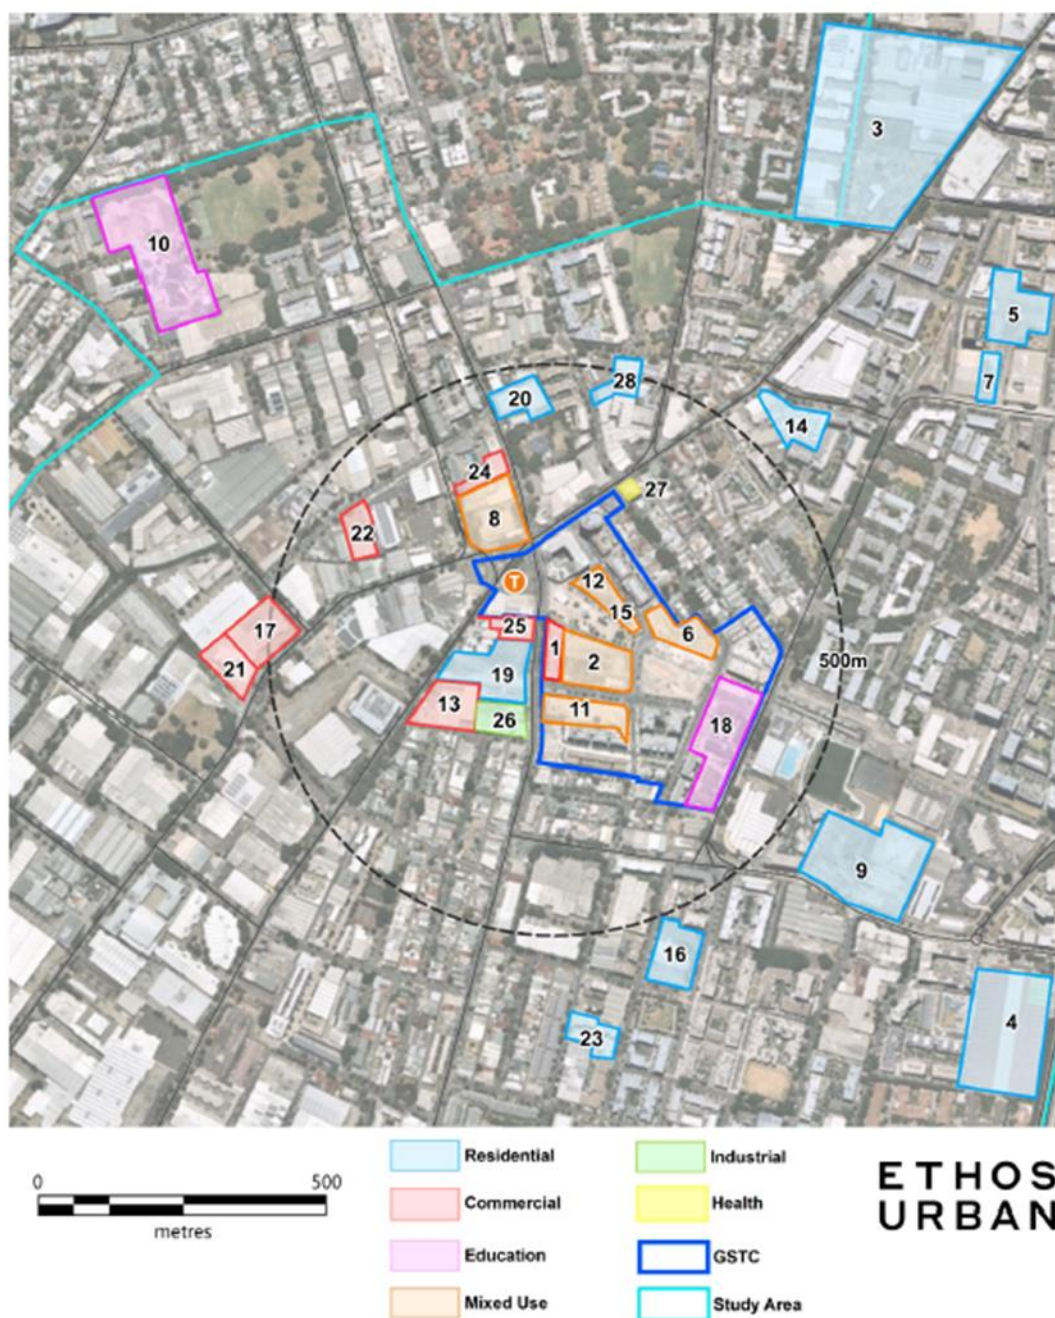 3
10
5
7
28
20
14
24
27
8
22
T
12
15
25
17
6
1
2
500m
21
19
13
11
18
26
9
16
4
23
0 500
metres
Residential
Commercial
Education
Mixed Use
Industrial
Health
GSTC
Study Area
ETHOS
URBAN